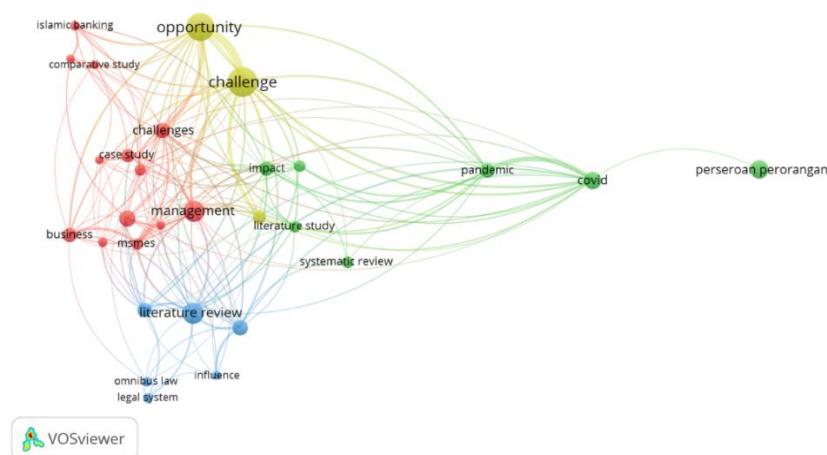 islamic banking
opportunity
comparative study
challenge
challenges
case study
impact
pandemic
perseroan perorangan
covid
management
literature study
business
msmes
systematic review
literature review
influence
omnibus law
legal system
VOSviewer